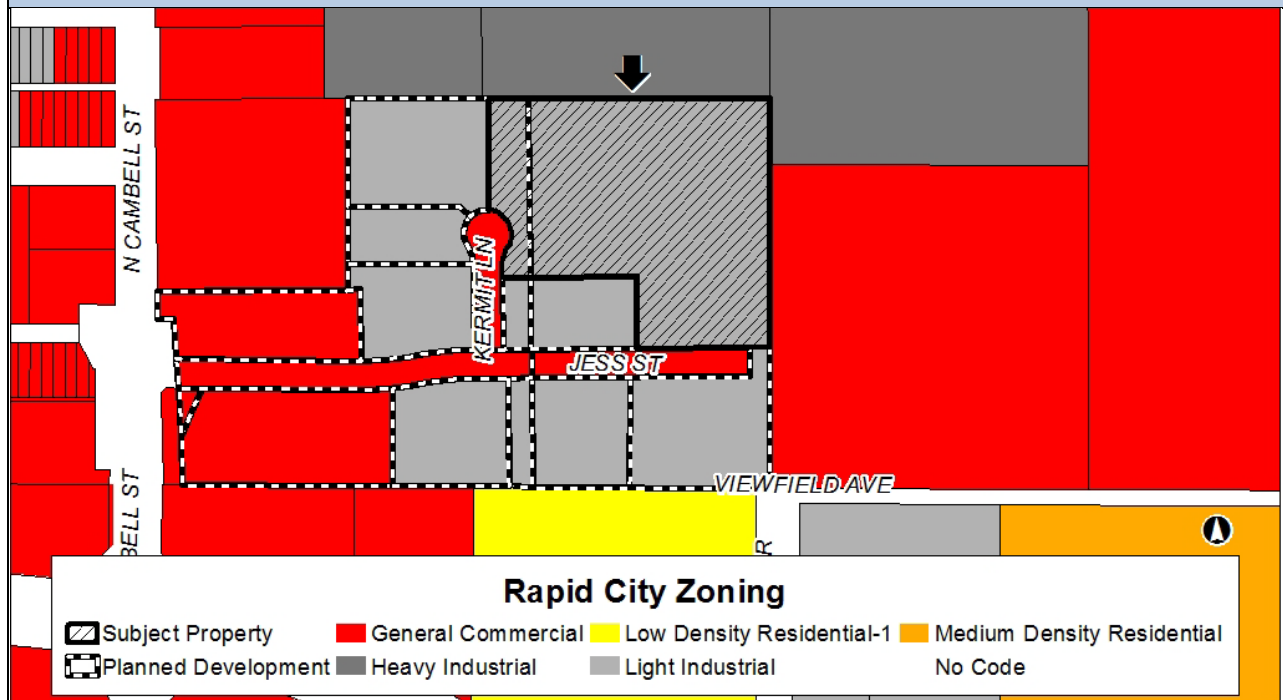 N CAMBELL ST
KERMIT LN
JESS ST
VIEWFIELD AVE
BELL ST
R
Rapid City Zoning
Subject Property
General Commercial
Low Density Residential-1
Medium Density Residential
Planned Development
Heavy Industrial
Light Industrial
No Code